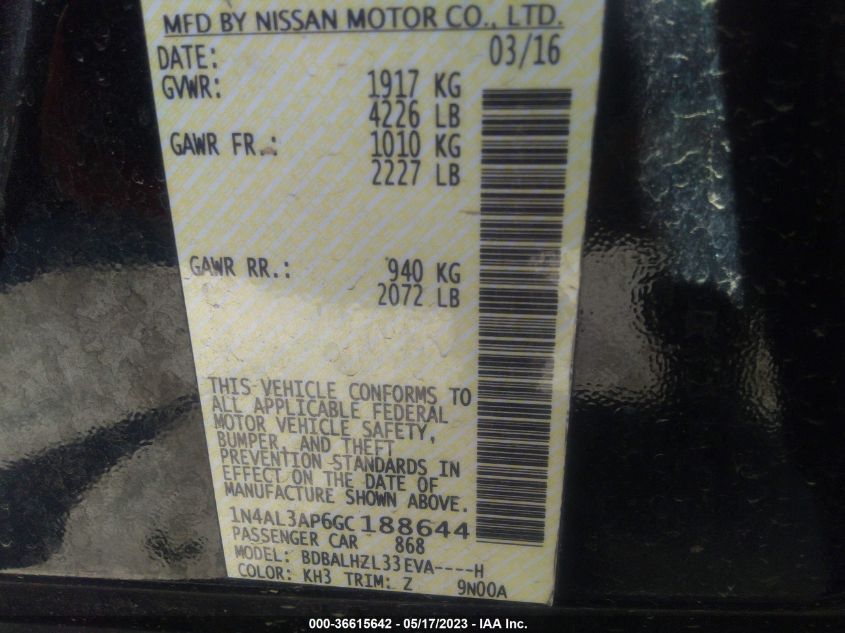 MFD BY NISSAN MOTOR CO., LTD.
DATE: 03/16
GVWR: 1917 KG
4226 LB
GAWR FR.: 1010 KG
2227 LB
GAWR RR.: 940 KG
2072 LB
THIS VEHICLE CONFORMS TO
ALL APPLICABLE FEDERAL
MOTOR VEHICLE SAFETY,
BUMPER, AND THEFT
PREVENTION STANDARDS IN
EFFECT ON THE DATE OF
MANUFACTURE SHOWN ABOVE.
1N4AL3AP6GC188644
PASSENGER CAR 868
MODEL: BDBALHZL33EVA----H
COLOR: KH3 TRIM: Z 9N00A
000-36615642 - 05/17/2023 - IAA Inc.